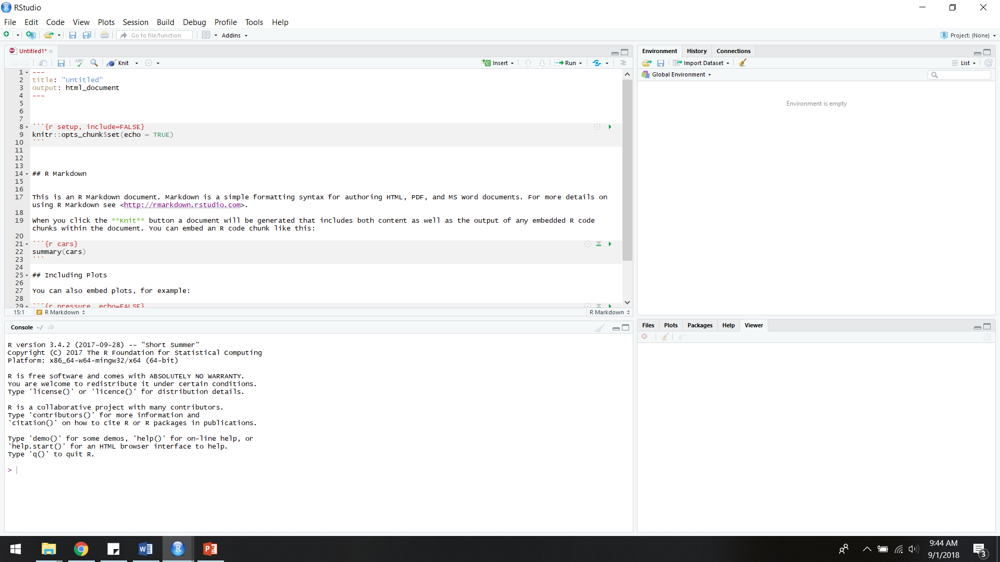 RStudio
File Edit Code View Plots Session Build Debug Profile Tools Help
Go to file/function Addins Project: (None)
Untitled1*
ABC Knit Insert Run
1 ---
2 title: "Untitled"
3 output: html_document
4 ---
5
6
7
8 ```{r setup, include=FALSE}
9 knitr::opts_chunk$set(echo = TRUE)
10 ```
11
12
13
14 ## R Markdown
15
16
17 This is an R Markdown document. Markdown is a simple formatting syntax for authoring HTML, PDF, and MS Word documents. For more details on
using R Markdown see <http://rmarkdown.rstudio.com>.
18
19 When you click the **Knit** button a document will be generated that includes both content as well as the output of any embedded R code
chunks within the document. You can embed an R code chunk like this:
20
21 ```{r cars}
22 summary(cars)
23 ```
24
25 ## Including Plots
26
27 You can also embed plots, for example:
28
29 ```{r pressure, echo=FALSE}
15:1 # R Markdown R Markdown
Console ~/
R version 3.4.2 (2017-09-28) -- "Short Summer"
Copyright (C) 2017 The R Foundation for Statistical Computing
Platform: x86_64-w64-mingw32/x64 (64-bit)
R is free software and comes with ABSOLUTELY NO WARRANTY.
You are welcome to redistribute it under certain conditions.
Type 'license()' or 'licence()' for distribution details.
R is a collaborative project with many contributors.
Type 'contributors()' for more information and
'citation()' on how to cite R or R packages in publications.
Type 'demo()' for some demos, 'help()' for on-line help, or
'help.start()' for an HTML browser interface to help.
Type 'q()' to quit R.
>
Environment History Connections
Import Dataset List
Global Environment
Environment is empty
Files Plots Packages Help Viewer
9:44 AM
9/1/2018
3